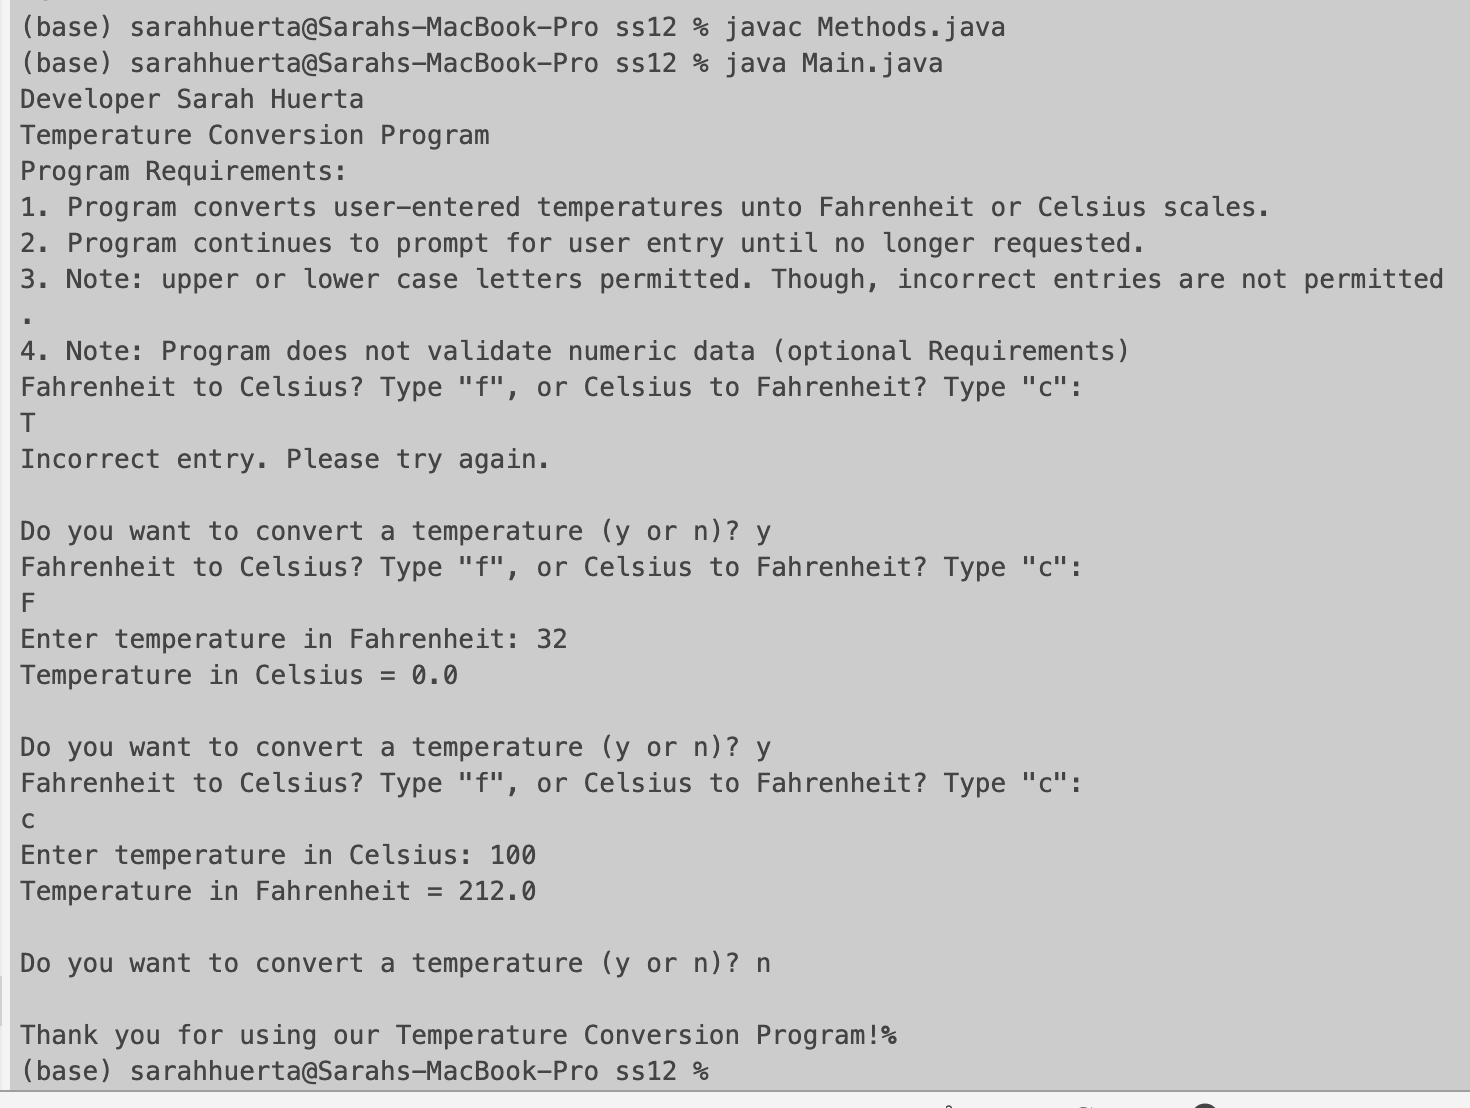 (base) sarahhuerta@Sarahs-MacBook-Pro ss12 % javac Methods.java
(base) sarahhuerta@Sarahs-MacBook-Pro ss12 % java Main.java
Developer Sarah Huerta
Temperature Conversion Program
Program Requirements:
1. Program converts user-entered temperatures unto Fahrenheit or Celsius scales.
2. Program continues to prompt for user entry until no longer requested.
3. Note: upper or lower case letters permitted. Though, incorrect entries are not permitted
.
4. Note: Program does not validate numeric data (optional Requirements)
Fahrenheit to Celsius? Type "f", or Celsius to Fahrenheit? Type "c":
T
Incorrect entry. Please try again.

Do you want to convert a temperature (y or n)? y
Fahrenheit to Celsius? Type "f", or Celsius to Fahrenheit? Type "c":
F
Enter temperature in Fahrenheit: 32
Temperature in Celsius = 0.0

Do you want to convert a temperature (y or n)? y
Fahrenheit to Celsius? Type "f", or Celsius to Fahrenheit? Type "c":
c
Enter temperature in Celsius: 100
Temperature in Fahrenheit = 212.0

Do you want to convert a temperature (y or n)? n

Thank you for using our Temperature Conversion Program!%
(base) sarahhuerta@Sarahs-MacBook-Pro ss12 %